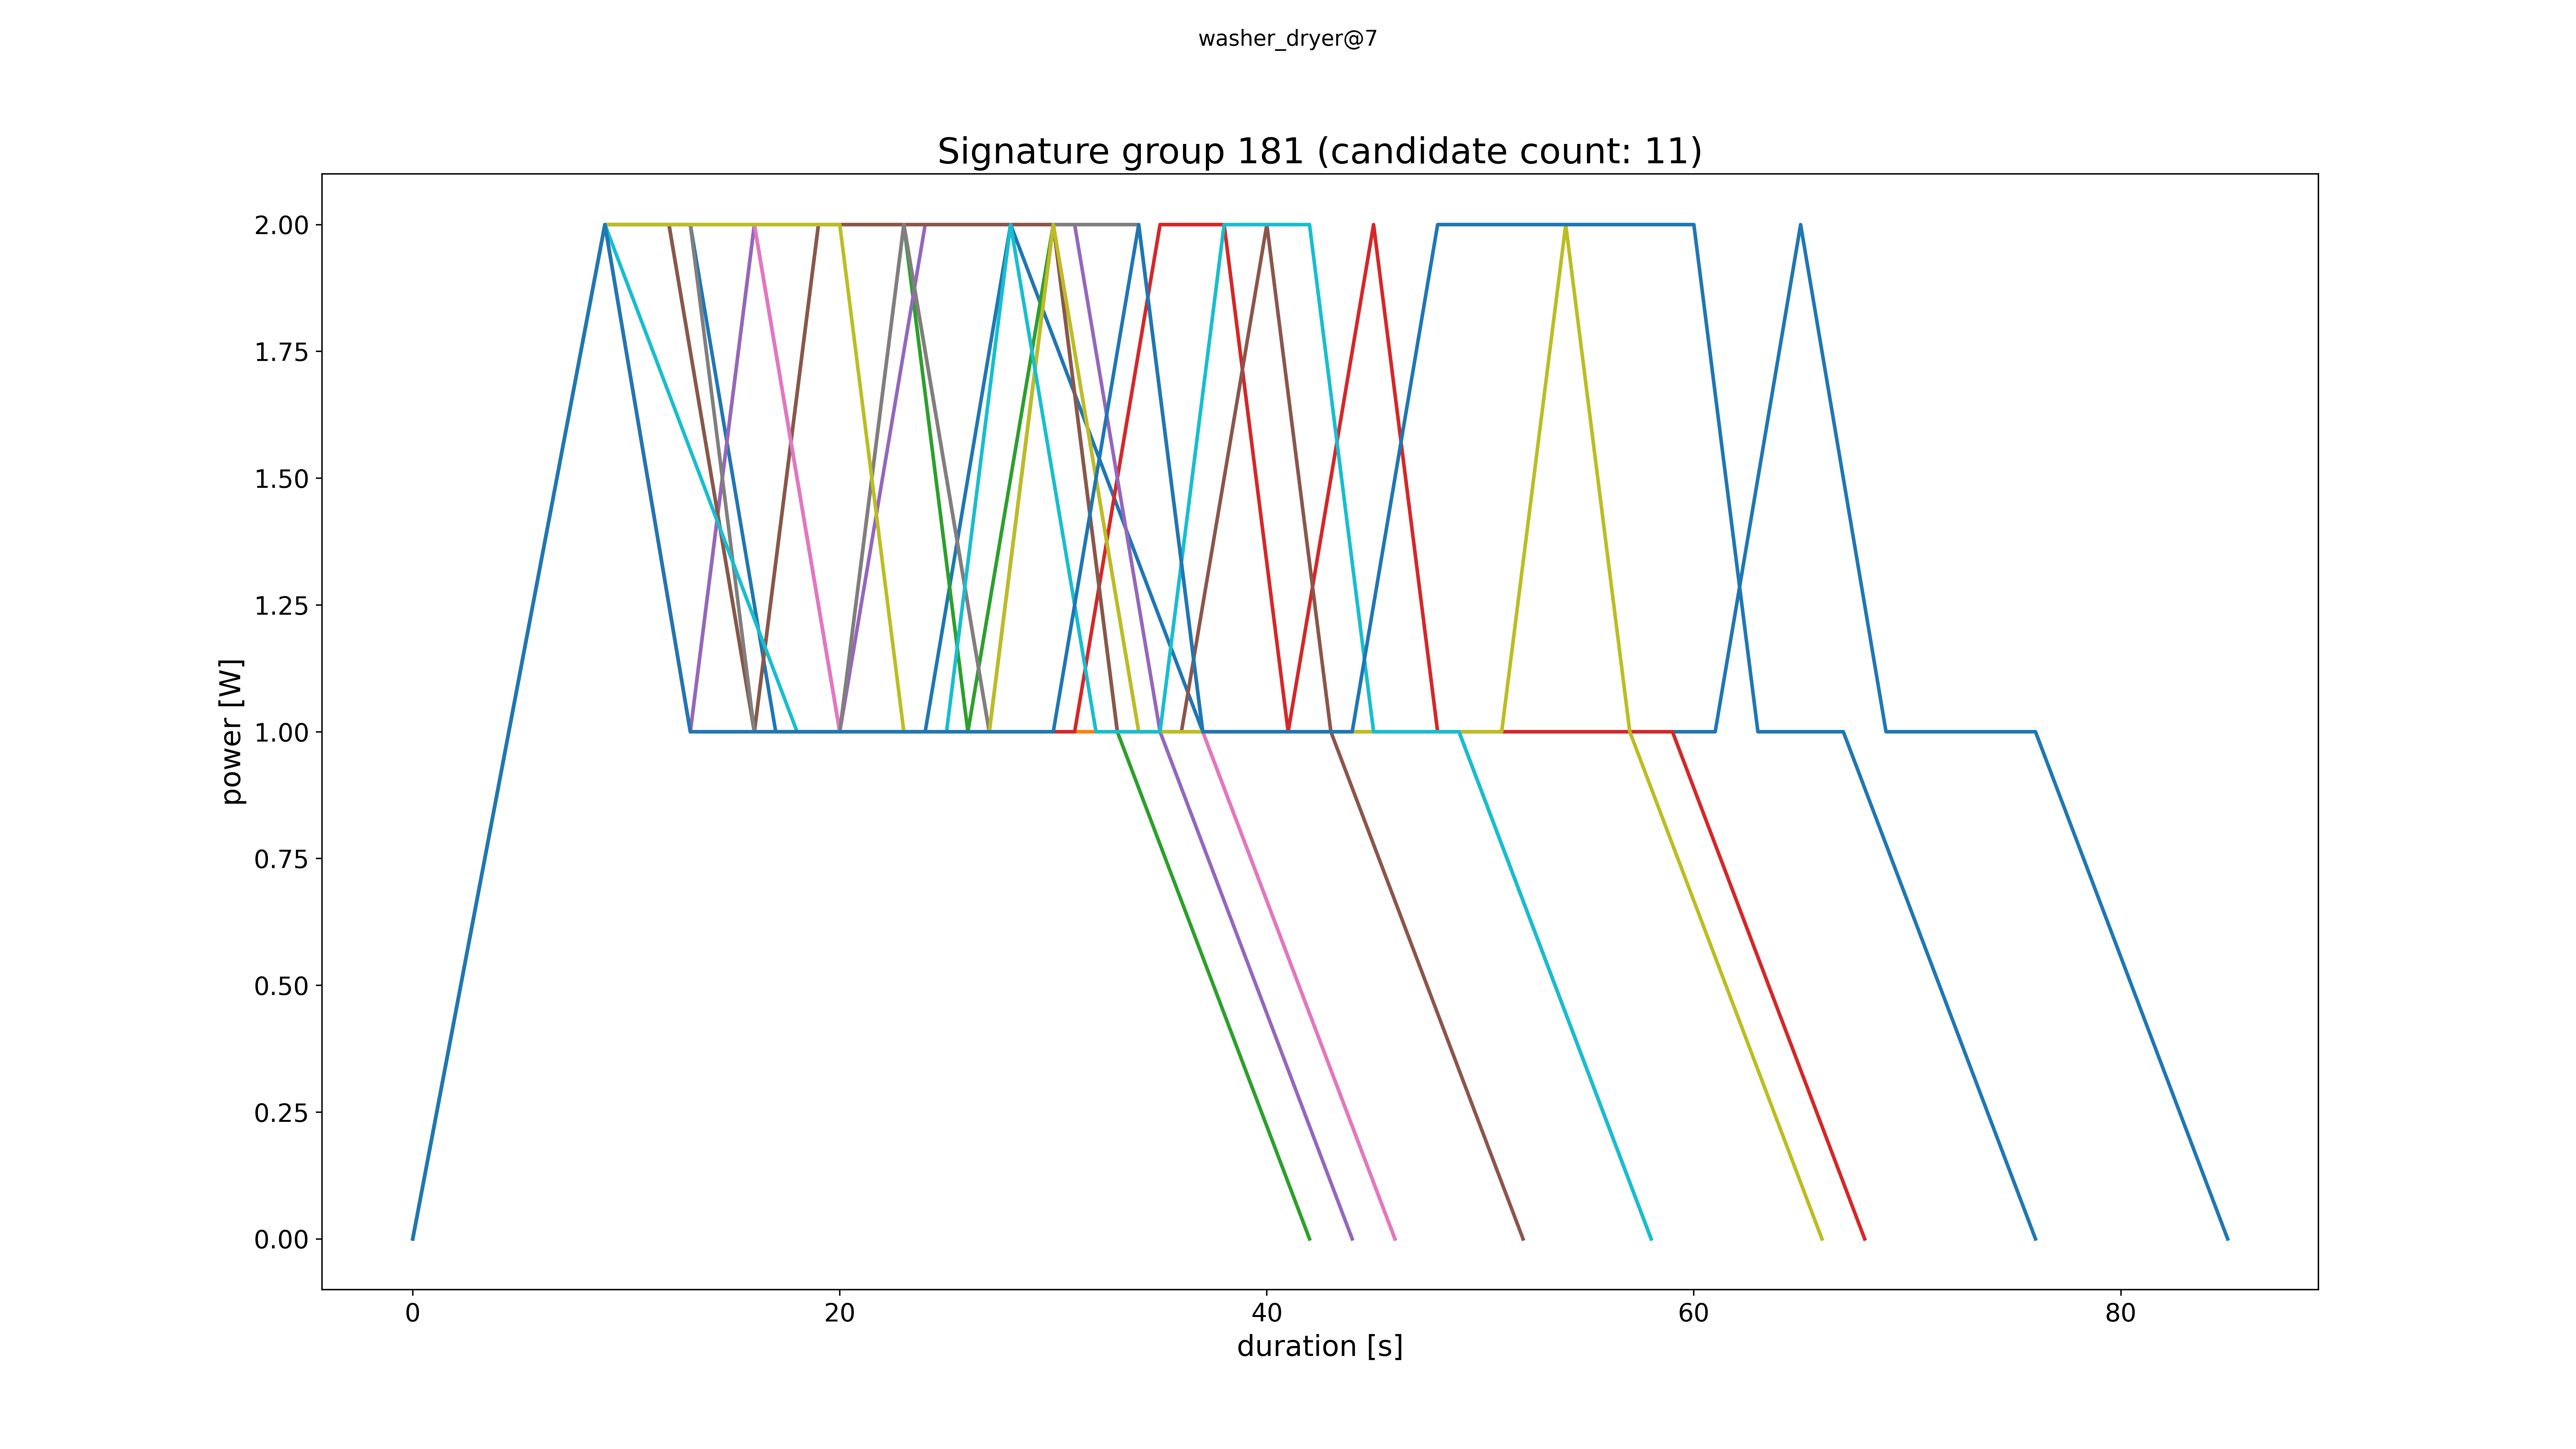 washer_dryer@7
Signature group 181 (candidate count: 11)
2.00
1.75
1.50
1.25
1.00
0.75
0.50
0.25
0.00
power [W]
0 20 40 60 80
duration [s]